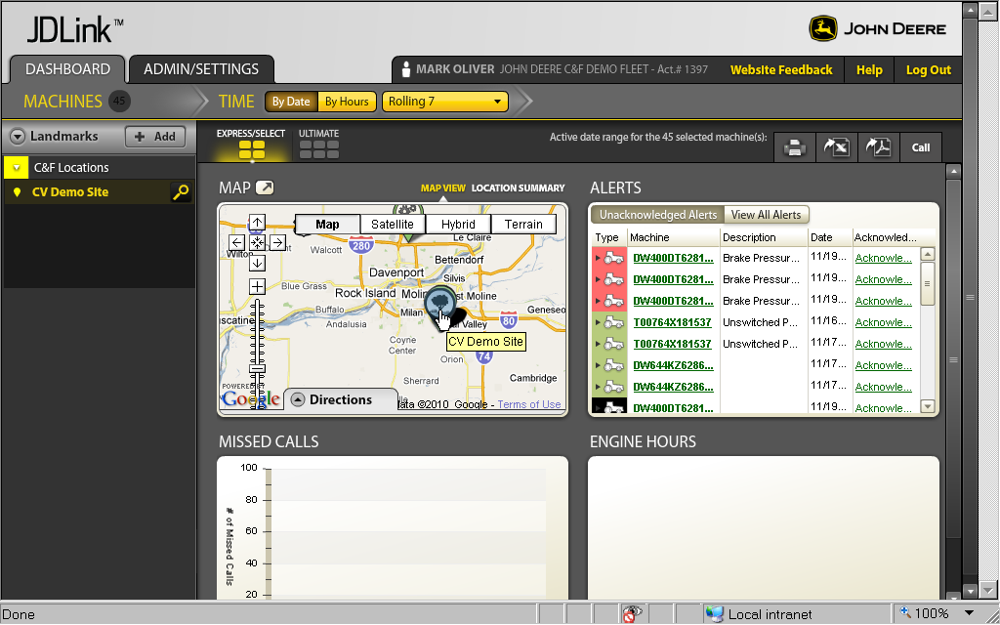 JDLink™
JOHN DEERE
DASHBOARD
ADMIN/SETTINGS
MARK OLIVER JOHN DEERE C&F DEMO FLEET - Act.# 1397
Website Feedback
Help
Log Out
MACHINES 45
TIME
By Date
By Hours
Rolling 7
Landmarks
+ Add
EXPRESS/SELECT
ULTIMATE
Active date range for the 45 selected machine(s):
Call
C&F Locations
CV Demo Site
MAP
MAP VIEW LOCATION SUMMARY
Map
Satellite
Hybrid
Terrain
Le Claire
Wilton
280
Walcott
Bettendorf
Davenport
Silvis
Blue Grass
Rock Island
Moline
st Moline
Buffalo
Milan
Geneseo
scatine
Andalusia
Valley
80
CV Demo Site
Coyne
Center
Orion
74
Sherrard
Cambridge
POWERED BY
Google
Directions
©2010 Google - Terms of Use
ALERTS
Unacknowledged Alerts
View All Alerts
Type Machine Description Date Acknowled...
DW400DT6281... Brake Pressur... 11/19... Acknowle...
DW400DT6281... Brake Pressur... 11/19... Acknowle...
DW400DT6281... Brake Pressur... 11/19... Acknowle...
T00764X181537 Unswitched P... 11/16... Acknowle...
T00764X181537 Unswitched P... 11/17... Acknowle...
DW644KZ6286... 11/17... Acknowle...
DW644KZ6286... 11/17... Acknowle...
DW400DT6281... 11/19... Acknowle...
MISSED CALLS
100
80
60
40
20
# of Missed Calls
ENGINE HOURS
Done
Local intranet
100%